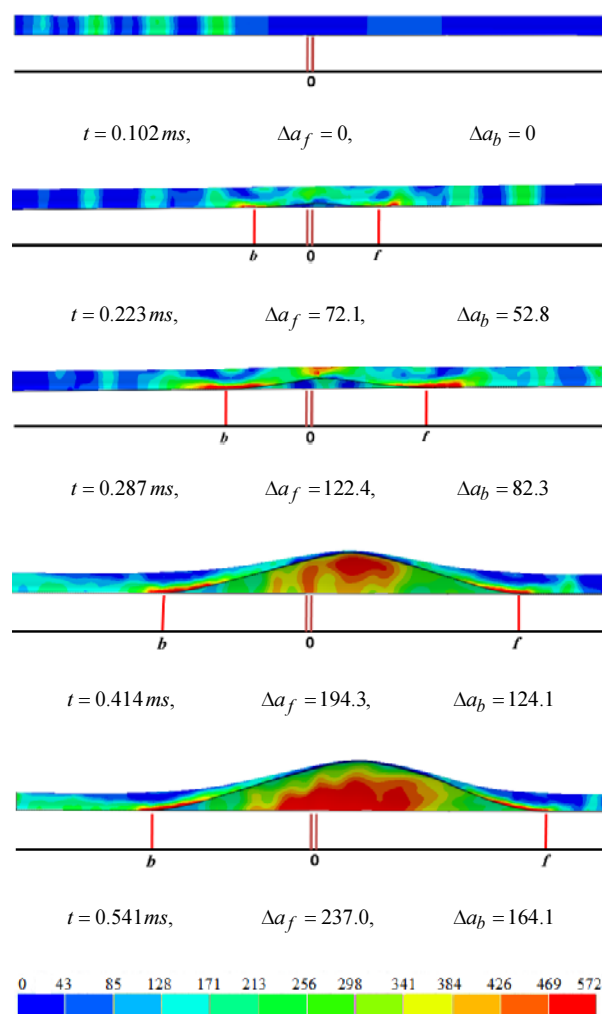 0
t = 0.102 ms, Δa_f = 0, Δa_b = 0
b 0 f
t = 0.223 ms, Δa_f = 72.1, Δa_b = 52.8
b 0 f
t = 0.287 ms, Δa_f = 122.4, Δa_b = 82.3
b 0 f
t = 0.414 ms, Δa_f = 194.3, Δa_b = 124.1
b 0 f
t = 0.541 ms, Δa_f = 237.0, Δa_b = 164.1
0 43 85 128 171 213 256 298 341 384 426 469 572